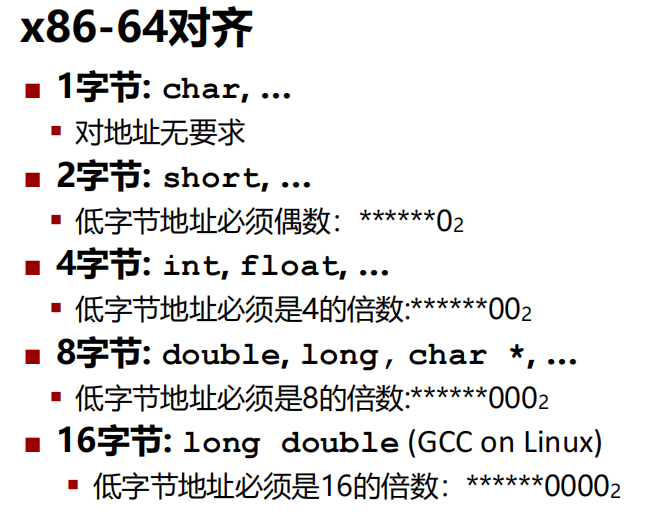 x86-64对齐
■ 1字节: char, …
▪ 对地址无要求
■ 2字节: short, …
▪ 低字节地址必须偶数：******0₂
■ 4字节: int, float, …
▪ 低字节地址必须是4的倍数:******00₂
■ 8字节: double, long, char *, …
▪ 低字节地址必须是8的倍数:******000₂
■ 16字节: long double (GCC on Linux)
▪ 低字节地址必须是16的倍数：******0000₂